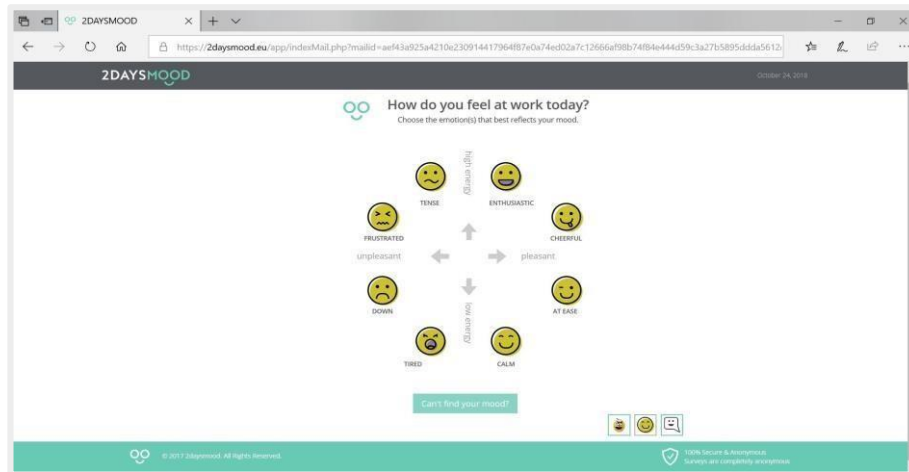 2DAYSMOOD
https://2daysmood.eu/app/indexMail.php?mailid=aef43a925a4210e230914417964f87e0a74ed02a7c12666af98b74f84e444d59c3a27b5895ddda5612
2DAYSMOOD
October 24, 2018
How do you feel at work today?
Choose the emotion(s) that best reflects your mood.
high energy
TENSE
ENTHUSIASTIC
FRUSTRATED
CHEERFUL
unpleasant
pleasant
DOWN
AT EASE
low energy
TIRED
CALM
Can't find your mood?
© 2017 2daysmood. All Rights Reserved.
100% Secure & Anonymous
Surveys are completely anonymous